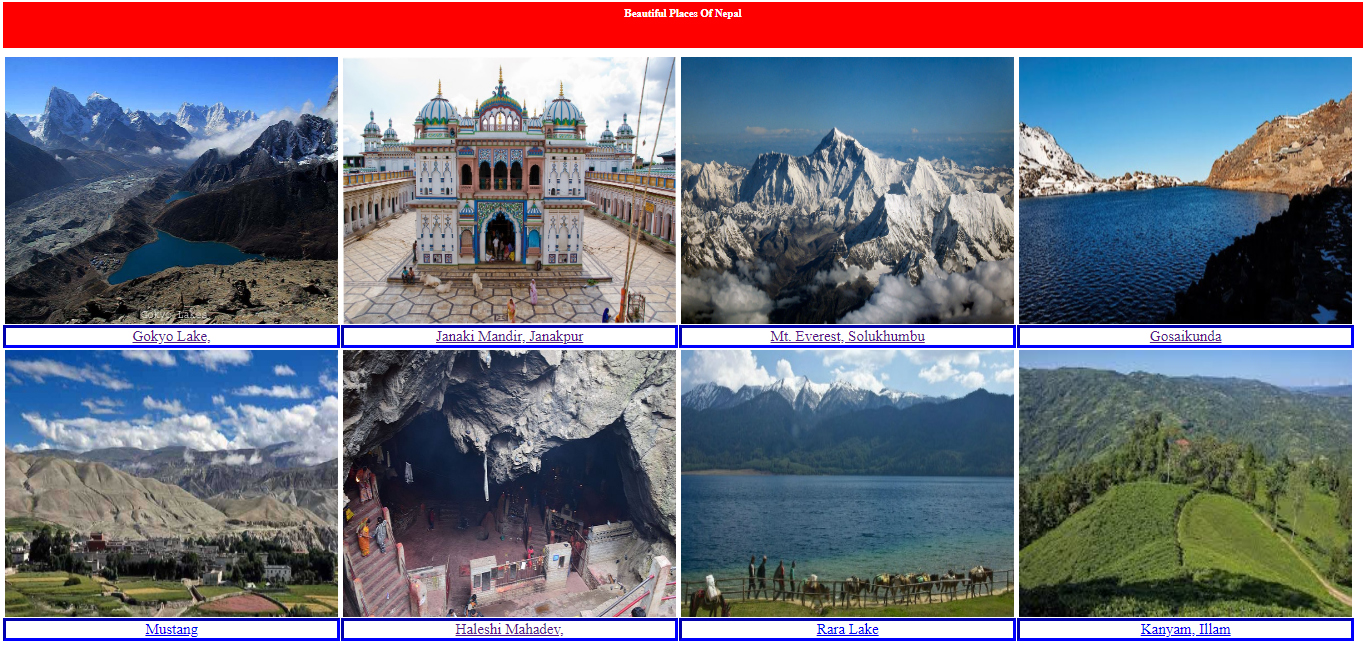 Beautiful Places Of Nepal
Gokyo Lakes
Gokyo Lake,
Janaki Mandir, Janakpur
Mt. Everest, Solukhumbu
Gosaikunda
Mustang
Haleshi Mahadev,
Rara Lake
Kanyam, Illam